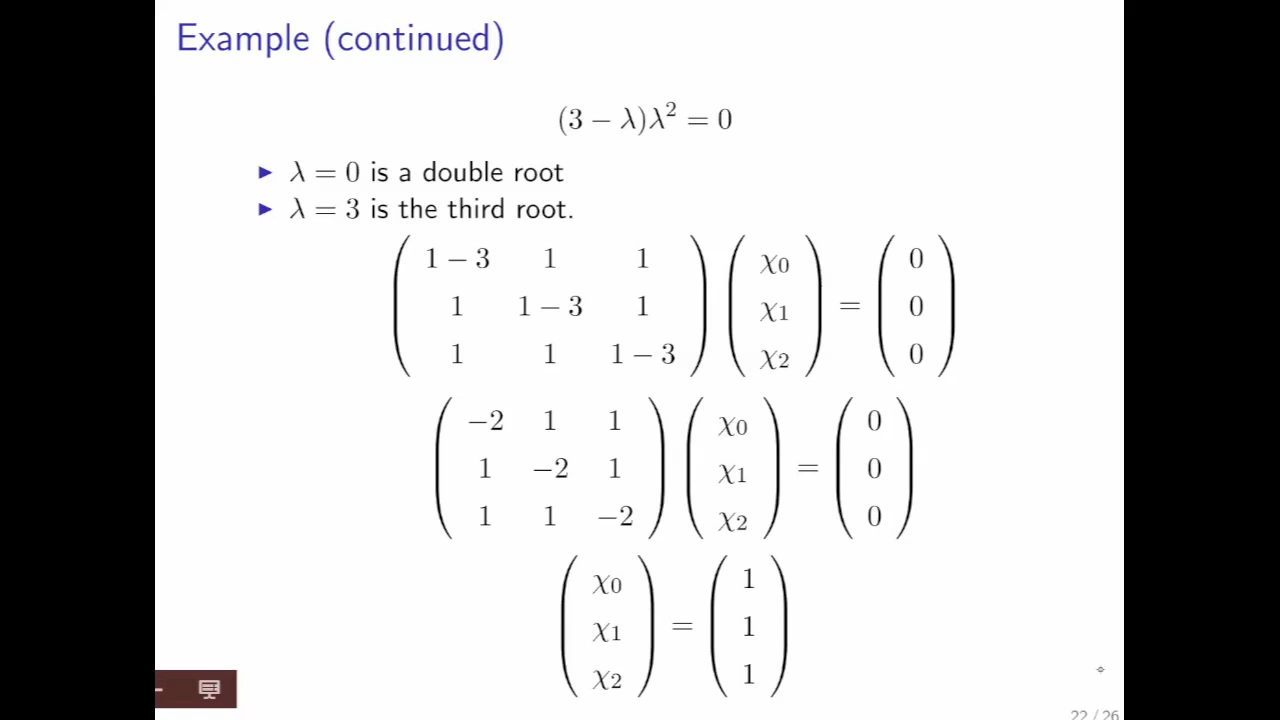 Example (continued)
(3 − λ)λ² = 0
▶ λ = 0 is a double root
▶ λ = 3 is the third root.
( 1 − 3 1 1 ) ( χ0 ) ( 0 )
( 1 1 − 3 1 ) ( χ1 ) = ( 0 )
( 1 1 1 − 3 ) ( χ2 ) ( 0 )
( −2 1 1 ) ( χ0 ) ( 0 )
( 1 −2 1 ) ( χ1 ) = ( 0 )
( 1 1 −2 ) ( χ2 ) ( 0 )
( χ0 ) ( 1 )
( χ1 ) = ( 1 )
( χ2 ) ( 1 )
22 / 26